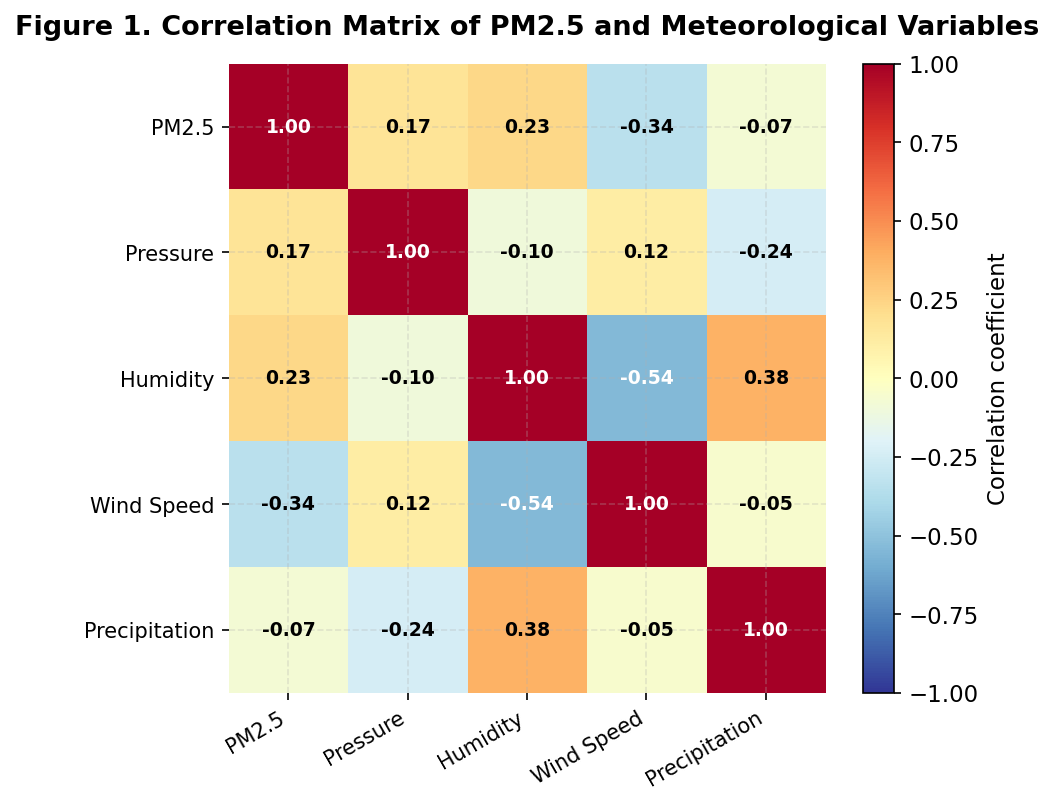 Figure 1. Correlation Matrix of PM2.5 and Meteorological Variables
PM2.5 1.00 0.17 0.23 -0.34 -0.07
Pressure 0.17 1.00 -0.10 0.12 -0.24
Humidity 0.23 -0.10 1.00 -0.54 0.38
Wind Speed -0.34 0.12 -0.54 1.00 -0.05
Precipitation -0.07 -0.24 0.38 -0.05 1.00
PM2.5 Pressure Humidity Wind Speed Precipitation
1.00
0.75
0.50
0.25
0.00
−0.25
−0.50
−0.75
−1.00
Correlation coefficient